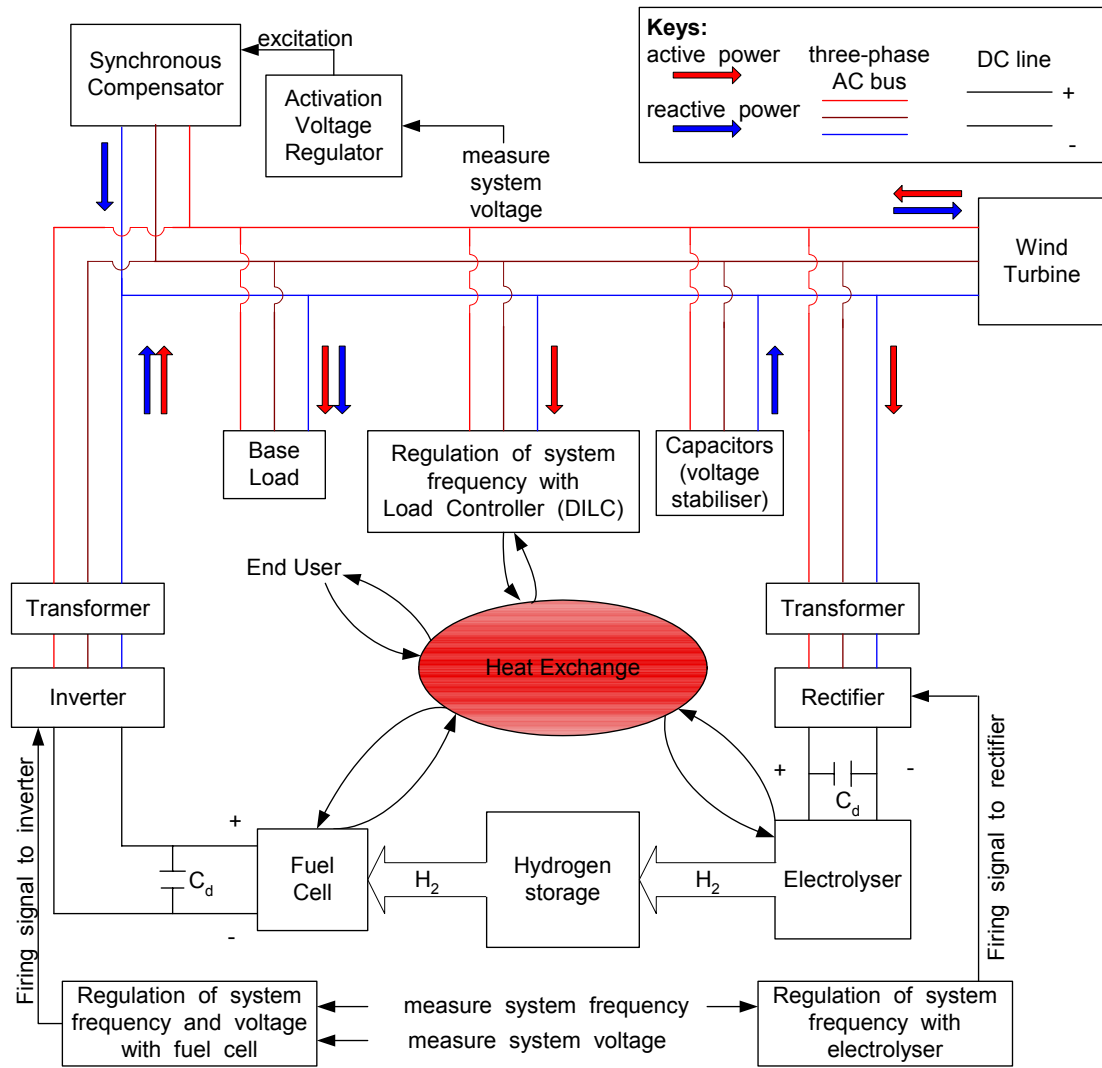 Keys:
active power
reactive power
three-phase
AC bus
DC line
+
-
Synchronous
Compensator
excitation
Activation
Voltage
Regulator
measure
system
voltage
Wind
Turbine
Base
Load
Regulation of system
frequency with
Load Controller (DILC)
Capacitors
(voltage
stabiliser)
End User
Transformer
Transformer
Heat Exchange
Inverter
Rectifier
Firing signal to inverter
Firing signal to rectifier
+
-
C_d
+
C_d
-
Fuel
Cell
H₂
Hydrogen
storage
H₂
Electrolyser
Regulation of system
frequency and voltage
with fuel cell
measure system frequency
measure system voltage
Regulation of system
frequency with
electrolyser